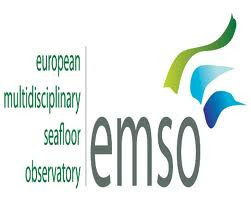 european
multidisciplinary
seafloor
observatory
emso